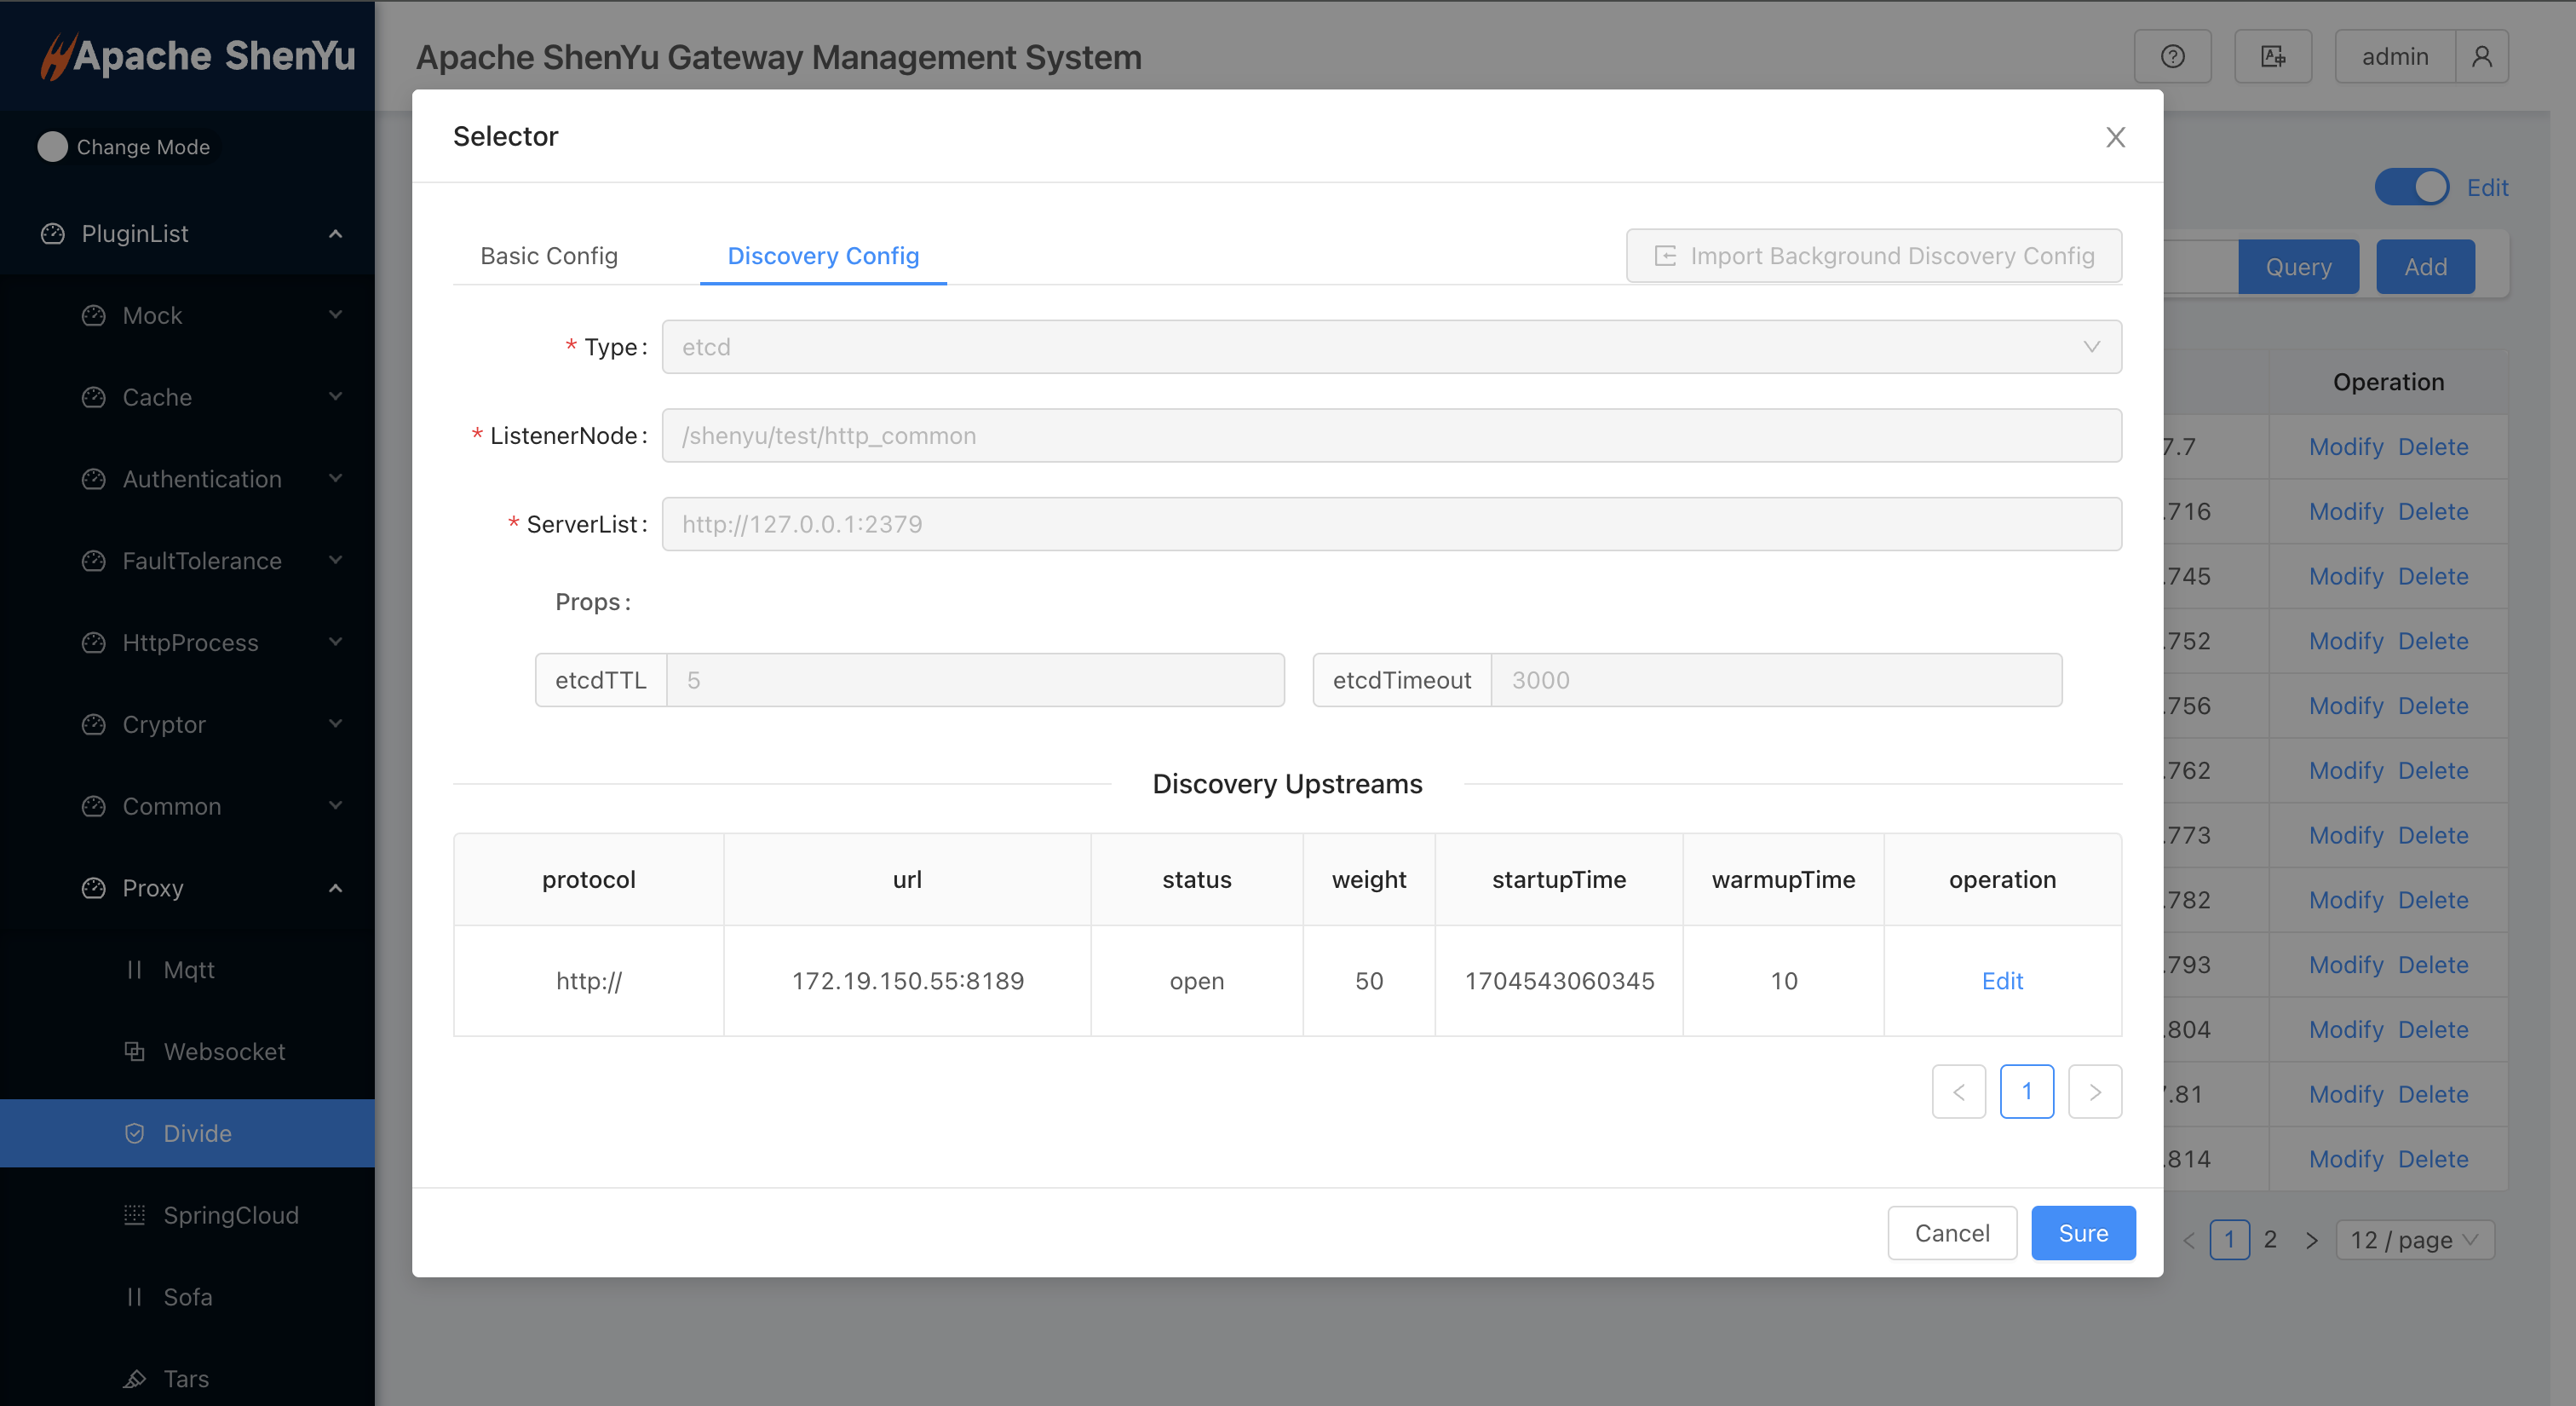 Apache ShenYu
Apache ShenYu Gateway Management System
admin
Change Mode
PluginList
Mock
Cache
Authentication
FaultTolerance
HttpProcess
Cryptor
Common
Proxy
Mqtt
Websocket
Divide
SpringCloud
Sofa
Tars
Selector
Basic Config
Discovery Config
Import Background Discovery Config
* Type :
etcd
* ListenerNode :
/shenyu/test/http_common
* ServerList :
http://127.0.0.1:2379
Props :
etcdTTL 5
etcdTimeout 3000
Discovery Upstreams
protocol url status weight startupTime warmupTime operation
http:// 172.19.150.55:8189 open 50 1704543060345 10 Edit
1
Cancel Sure
Edit
Query Add
Operation
7.7 Modify Delete
.716 Modify Delete
.745 Modify Delete
.752 Modify Delete
.756 Modify Delete
.762 Modify Delete
.773 Modify Delete
.782 Modify Delete
.793 Modify Delete
.804 Modify Delete
.81 Modify Delete
.814 Modify Delete
1 2 12 / page